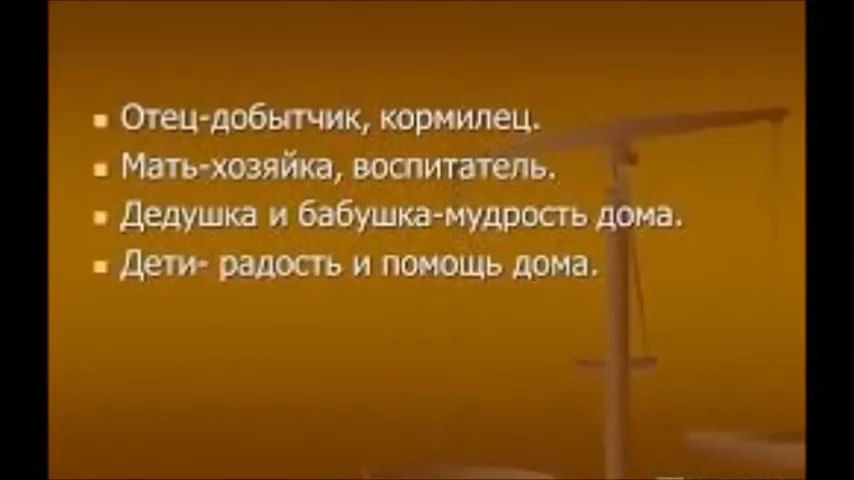 Отец-добытчик, кормилец.
Мать-хозяйка, воспитатель.
Дедушка и бабушка-мудрость дома.
Дети- радость и помощь дома.